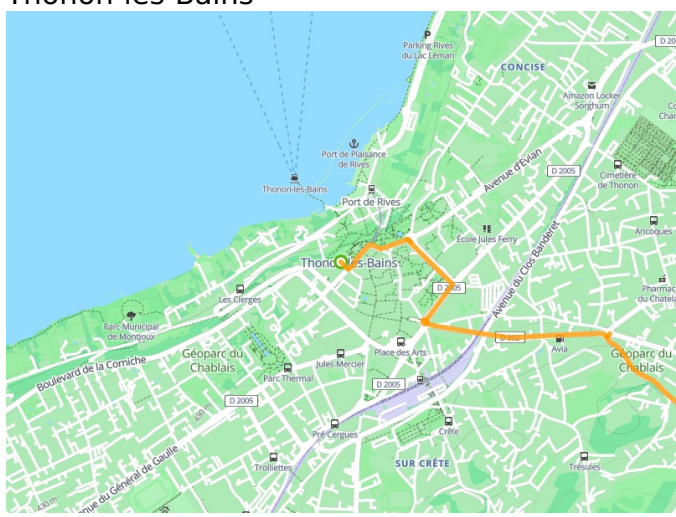 Thonon-les-Bains
Parking Rives
du Lac Léman
D 20
CONCISE
Amazon Locker
Sorghum
Port de Plaisance
de Rives
D 2005
Cimetière
de Thonon
Avenue d'Evian
Thonon-les-Bains
Port de Rives
Aricoques
École Jules Ferry
Avenue du Clos Banderet
Thonon-les-Bains
D 2005
Les Clerges
Parc Municipal
de Montjoux
D 902
Avia
Place des Arts
Géoparc du
Chablais
Géoparc du
Chablais
Jules Mercier
Boulevard de la Corniche
Parc Thermal
D 2005
D 2005
430 m
Pré Cergues
Crête
Avenue du Général de Gaulle
Trolliettes
SUR CRÊTE
Trésules
430 m